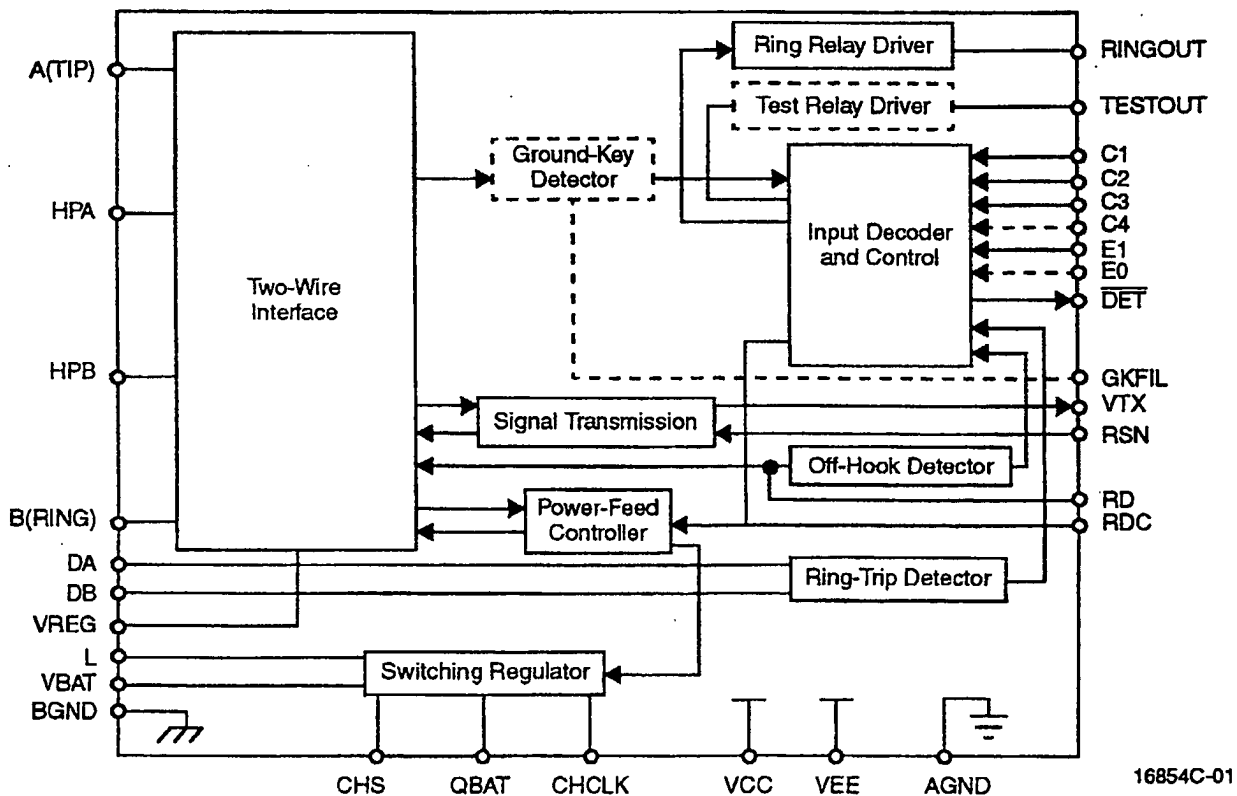 Ring Relay Driver
RINGOUT
A(TIP)
Test Relay Driver
TESTOUT
Ground-Key
Detector
C1
C2
C3
C4
E1
E0
DET
HPA
Input Decoder
and Control
Two-Wire
Interface
HPB
GKFIL
VTX
Signal Transmission
RSN
Off-Hook Detector
RD
B(RING)
Power-Feed
Controller
RDC
DA
Ring-Trip Detector
DB
VREG
L
Switching Regulator
VBAT
BGND
CHS
QBAT
CHCLK
VCC
VEE
AGND
16854C-01